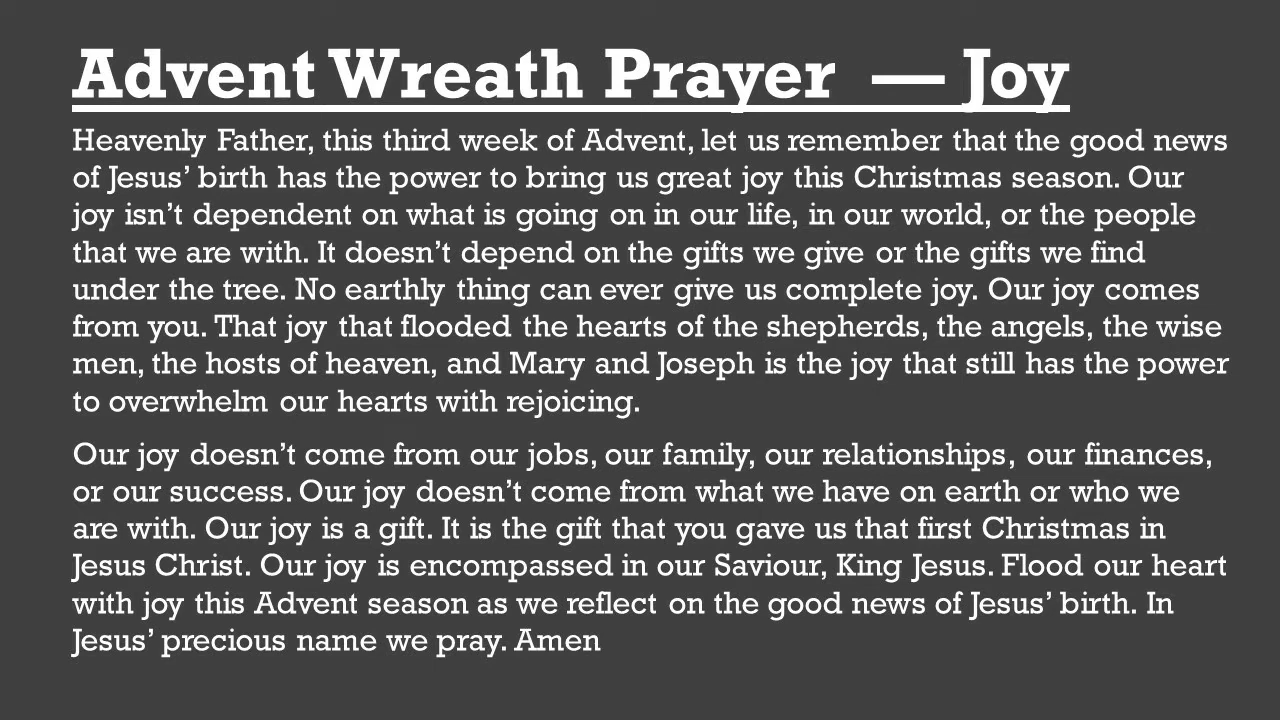 Advent Wreath Prayer — Joy
Heavenly Father, this third week of Advent, let us remember that the good news
of Jesus’ birth has the power to bring us great joy this Christmas season. Our
joy isn’t dependent on what is going on in our life, in our world, or the people
that we are with. It doesn’t depend on the gifts we give or the gifts we find
under the tree. No earthly thing can ever give us complete joy. Our joy comes
from you. That joy that flooded the hearts of the shepherds, the angels, the wise
men, the hosts of heaven, and Mary and Joseph is the joy that still has the power
to overwhelm our hearts with rejoicing.
Our joy doesn’t come from our jobs, our family, our relationships, our finances,
or our success. Our joy doesn’t come from what we have on earth or who we
are with. Our joy is a gift. It is the gift that you gave us that first Christmas in
Jesus Christ. Our joy is encompassed in our Saviour, King Jesus. Flood our heart
with joy this Advent season as we reflect on the good news of Jesus’ birth. In
Jesus’ precious name we pray. Amen